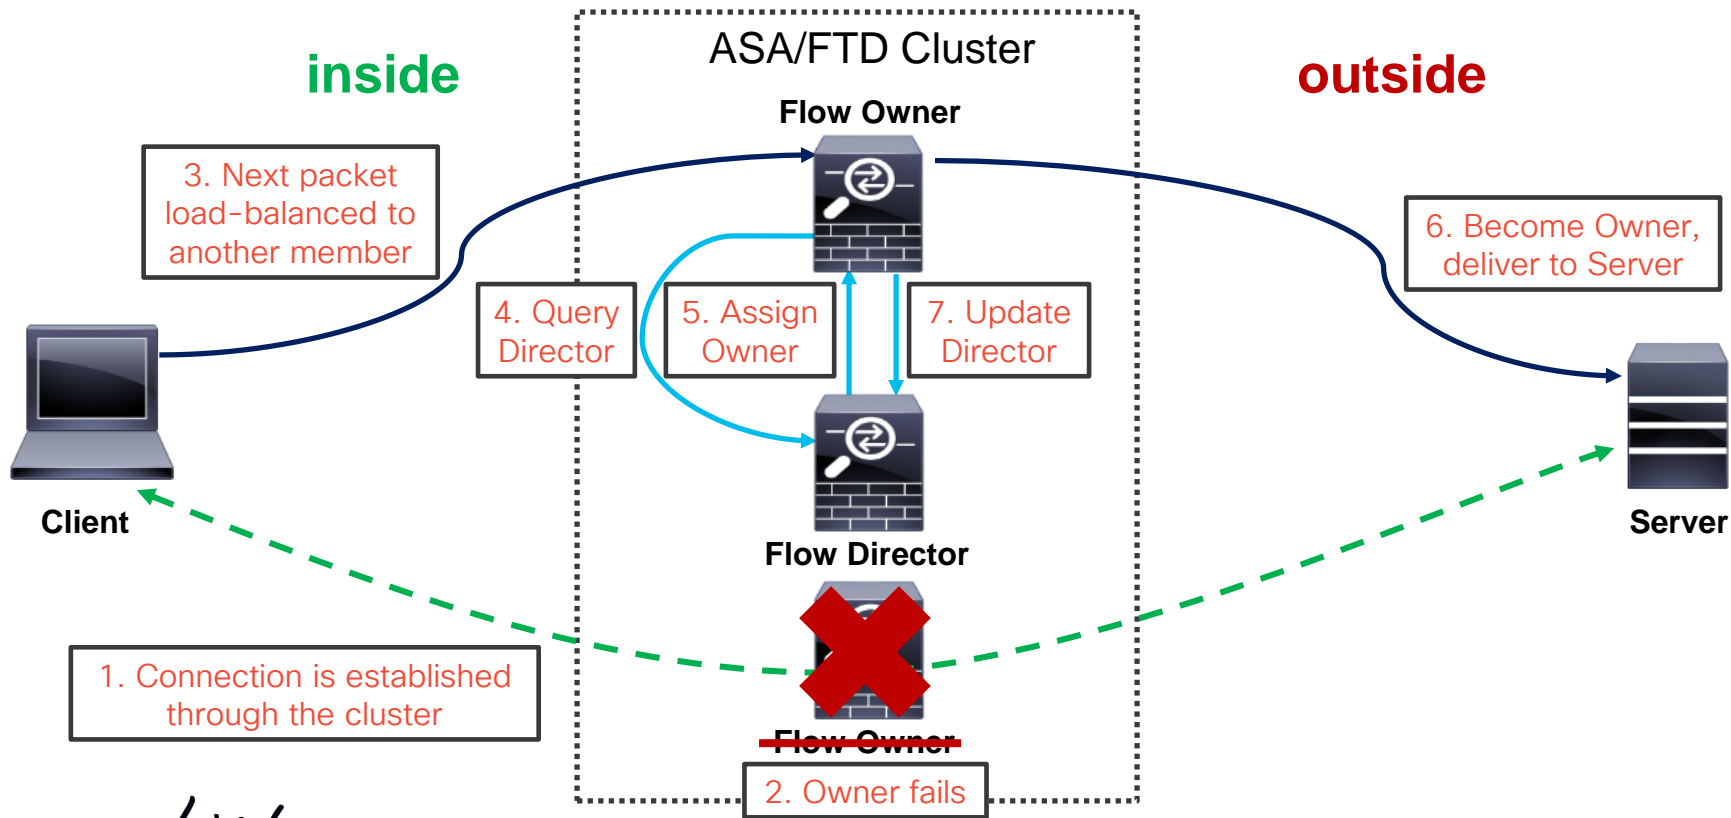 ASA/FTD Cluster
inside
outside
Flow Owner
3. Next packet
load-balanced to
another member
6. Become Owner,
deliver to Server
4. Query
Director
5. Assign
Owner
7. Update
Director
Client
Flow Director
Server
1. Connection is established
through the cluster
Flow Owner
2. Owner fails